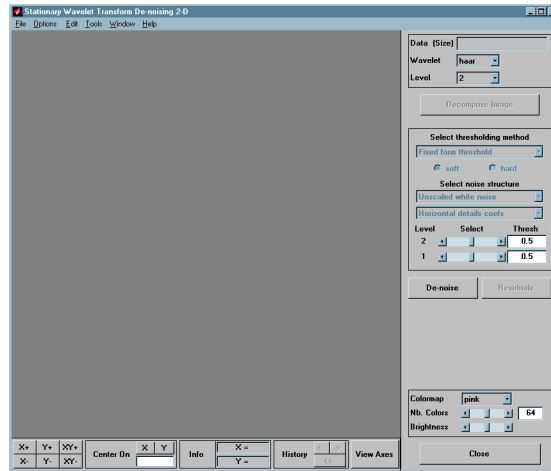 Stationary Wavelet Transform De-noising 2-D
File Options Edit Tools Window Help
Data (Size)
Wavelet haar
Level 2
Decompose Image
Select thresholding method
Fixed form threshold
soft hard
Select noise structure
Unscaled white noise
Horizontal details coefs
Level Select Thresh
2 0.5
1 0.5
De-noise Residuals
Colormap pink
Nb. Colors 64
Brightness
X+ Y+ XY+
X- Y- XY-
Center On X Y
Info X =
Y =
History <- ->
<<-
View Axes
Close